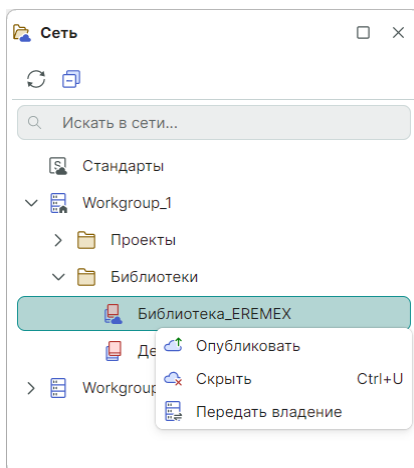 Сеть
Искать в сети...
Стандарты
Workgroup_1
Проекты
Библиотеки
Библиотека_EREMEX
Опубликовать
Скрыть Ctrl+U
Передать владение